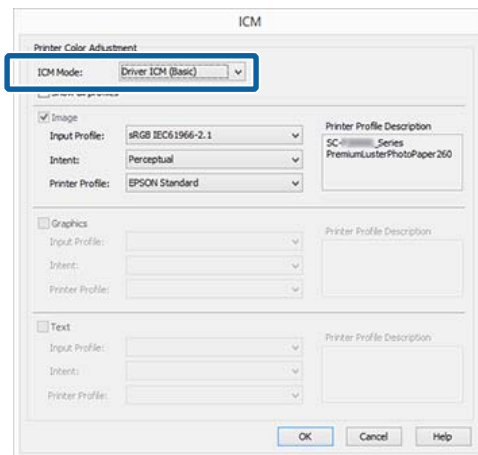 ICM
Printer Color Adjustment
ICM Mode: Driver ICM (Basic)
Image
Input Profile: sRGB IEC61966-2.1
Intent: Perceptual
Printer Profile: EPSON Standard
Printer Profile Description
SC- _Series
PremiumLusterPhotoPaper260
Graphics
Input Profile:
Intent:
Printer Profile:
Printer Profile Description
Text
Input Profile:
Intent:
Printer Profile:
Printer Profile Description
OK Cancel Help